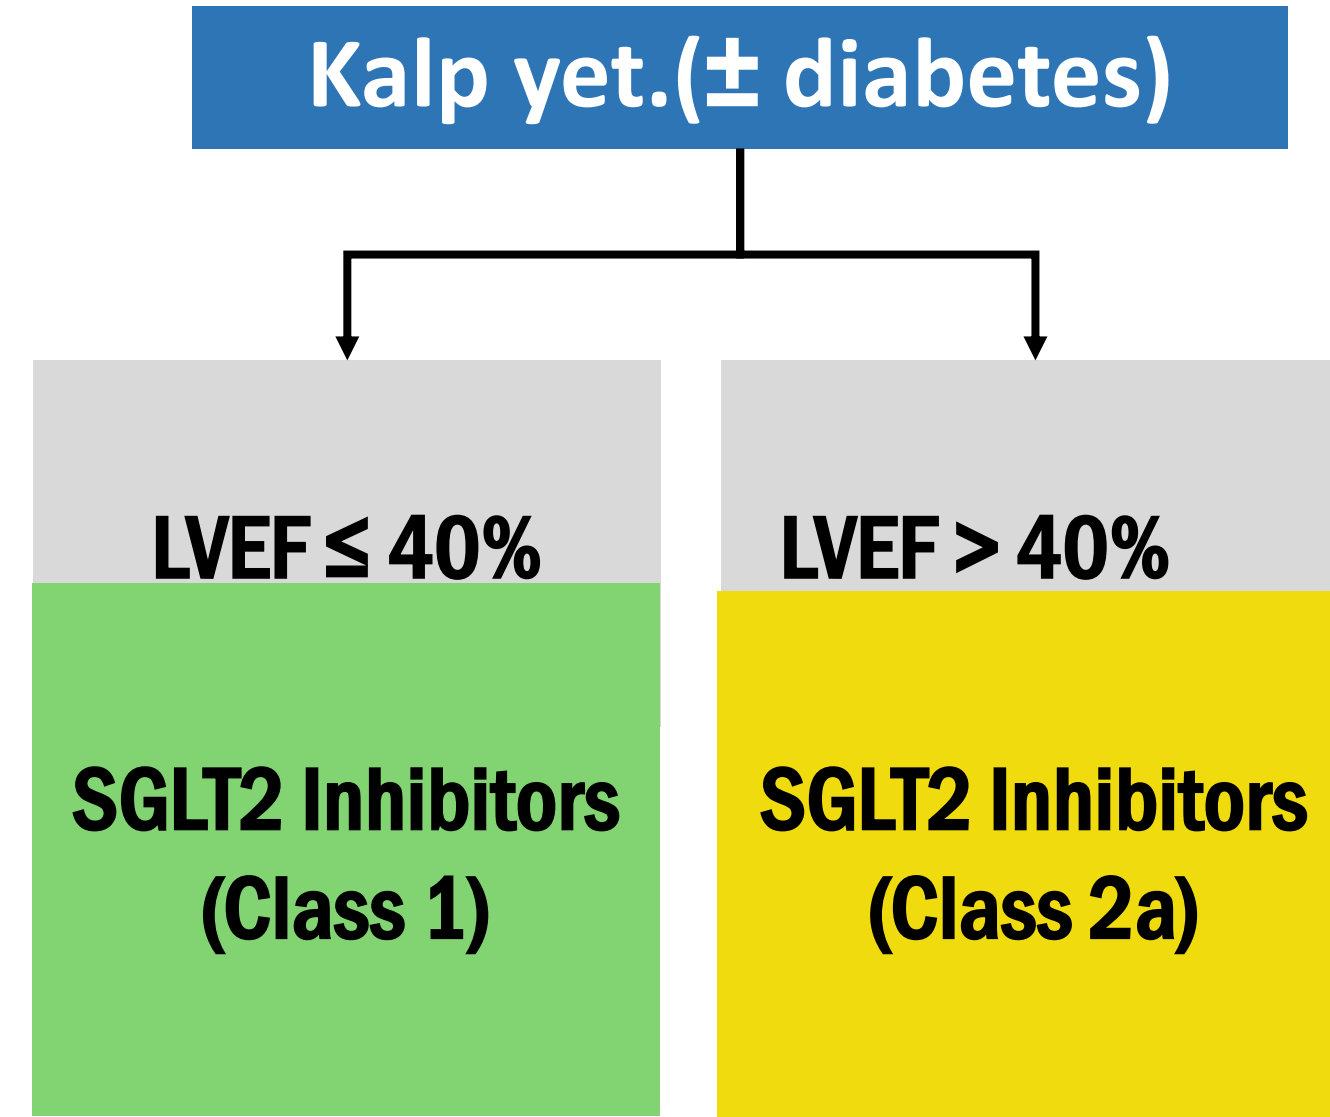 Kalp yet.(± diabetes)
LVEF ≤ 40%
LVEF > 40%
SGLT2 Inhibitors
(Class 1)
SGLT2 Inhibitors
(Class 2a)